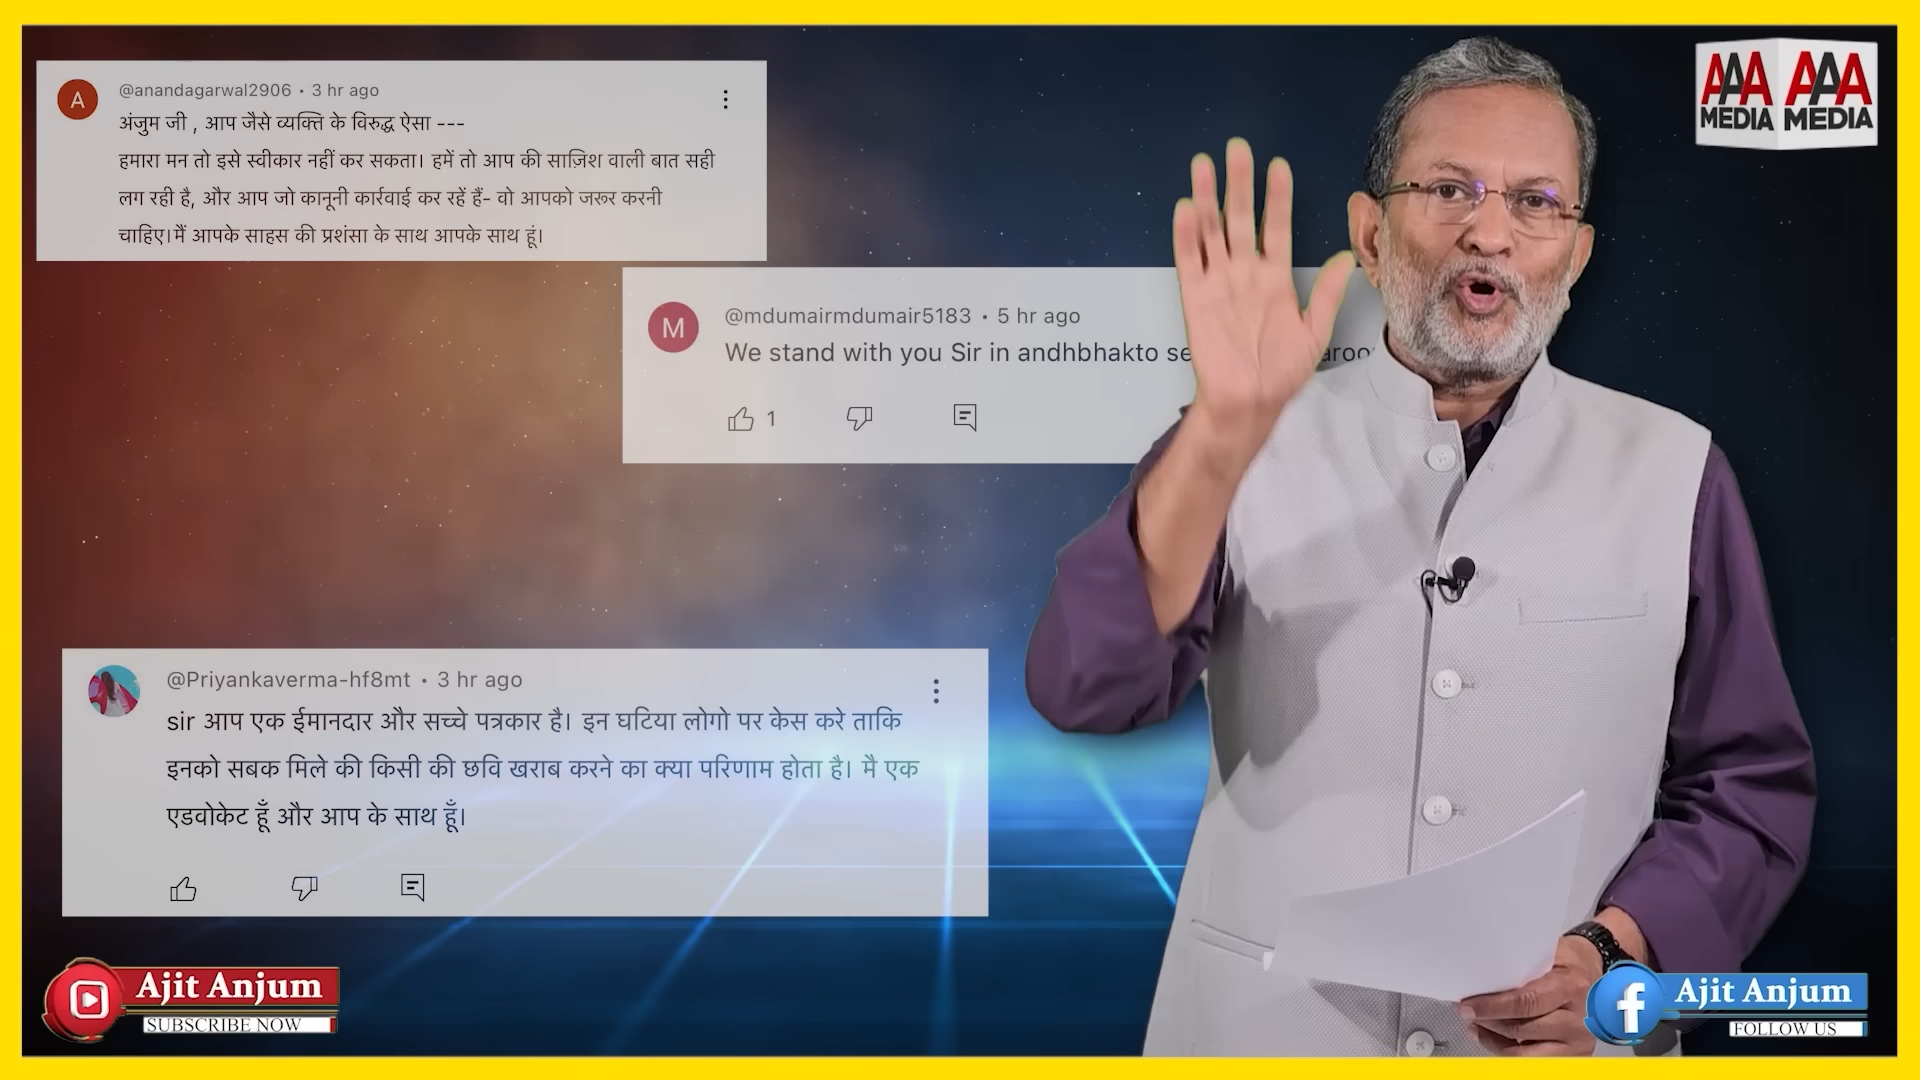 @anandagarwal2906 • 3 hr ago
A
अंजुम जी , आप जैसे व्यक्ति के विरुद्ध ऐसा ---
हमारा मन तो इसे स्वीकार नहीं कर सकता। हमें तो आप की साज़िश वाली बात सही
लग रही है, और आप जो कानूनी कार्रवाई कर रहें हैं- वो आपको जरूर करनी
चाहिए।मैं आपके साहस की प्रशंसा के साथ आपके साथ हूं।
AAA MEDIA
AAA MEDIA
@mdumairmdumair5183 • 5 hr ago
M
We stand with you Sir in andhbhakto
1
@Priyankaverma-hf8mt • 3 hr ago
sir आप एक ईमानदार और सच्चे पत्रकार है। इन घटिया लोगो पर केस करे ताकि
इनको सबक मिले की किसी की छवि खराब करने का क्या परिणाम होता है। मै एक
एडवोकेट हूँ और आप के साथ हूँ।
Ajit Anjum
SUBSCRIBE NOW
Ajit Anjum
FOLLOW US